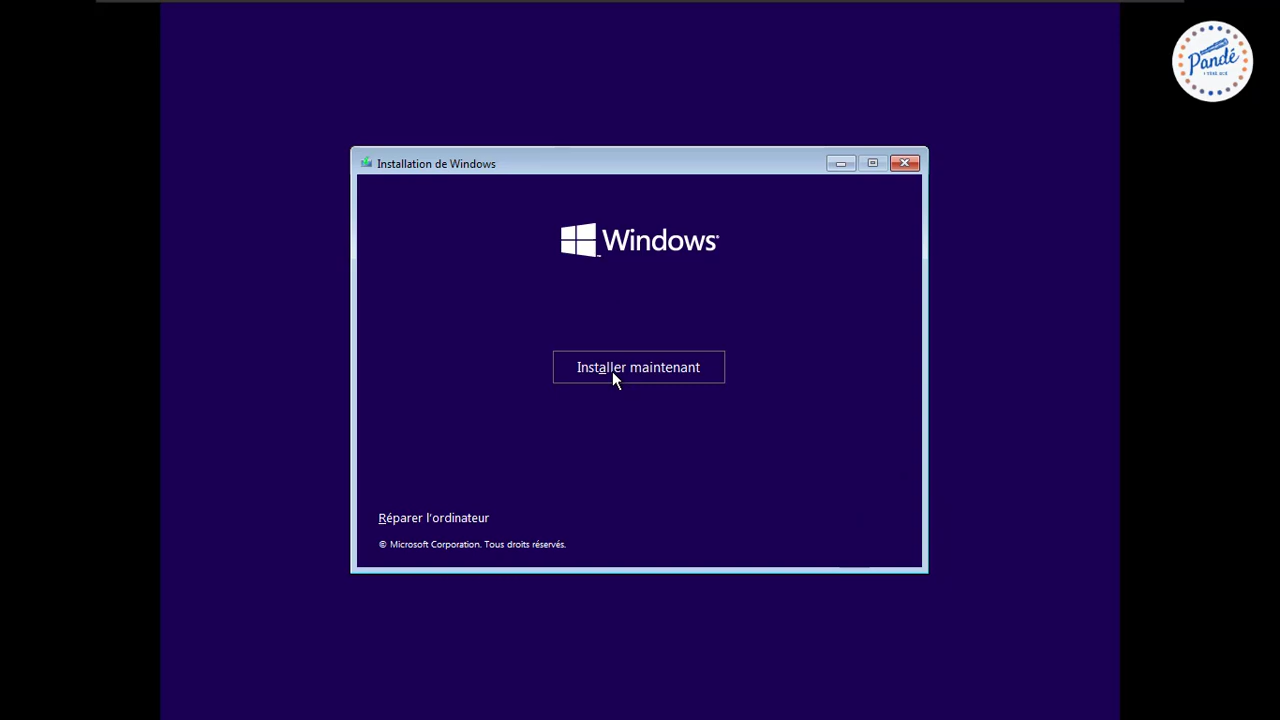 Pandé
Installation de Windows
Windows
Installer maintenant
Réparer l'ordinateur
© Microsoft Corporation. Tous droits réservés.